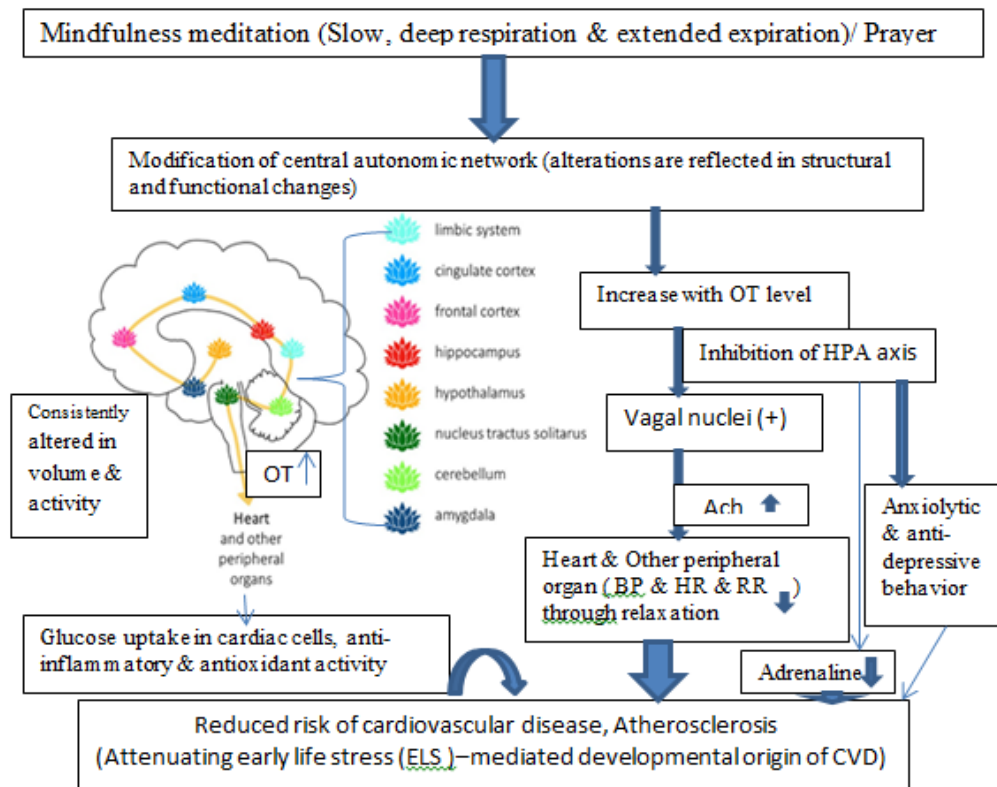 Mindfulness meditation (Slow, deep respiration & extended expiration)/ Prayer
Modification of central autonomic network (alterations are reflected in structural
and functional changes)
limbic system
cingulate cortex
frontal cortex
hippocampus
hypothalamus
nucleus tractus solitarus
cerebellum
amygdala
Consistently
altered in
volume &
activity
OT
Heart
and other
peripheral
organs
Increase with OT level
Inhibition of HPA axis
Vagal nuclei (+)
Ach
Heart & Other peripheral
organ (BP & HR & RR )
through relaxation
Anxiolytic
& anti-
depressive
behavior
Glucose uptake in cardiac cells, anti-
inflammatory & antioxidant activity
Adrenaline
Reduced risk of cardiovascular disease, Atherosclerosis
(Attenuating early life stress (ELS)–mediated developmental origin of CVD)